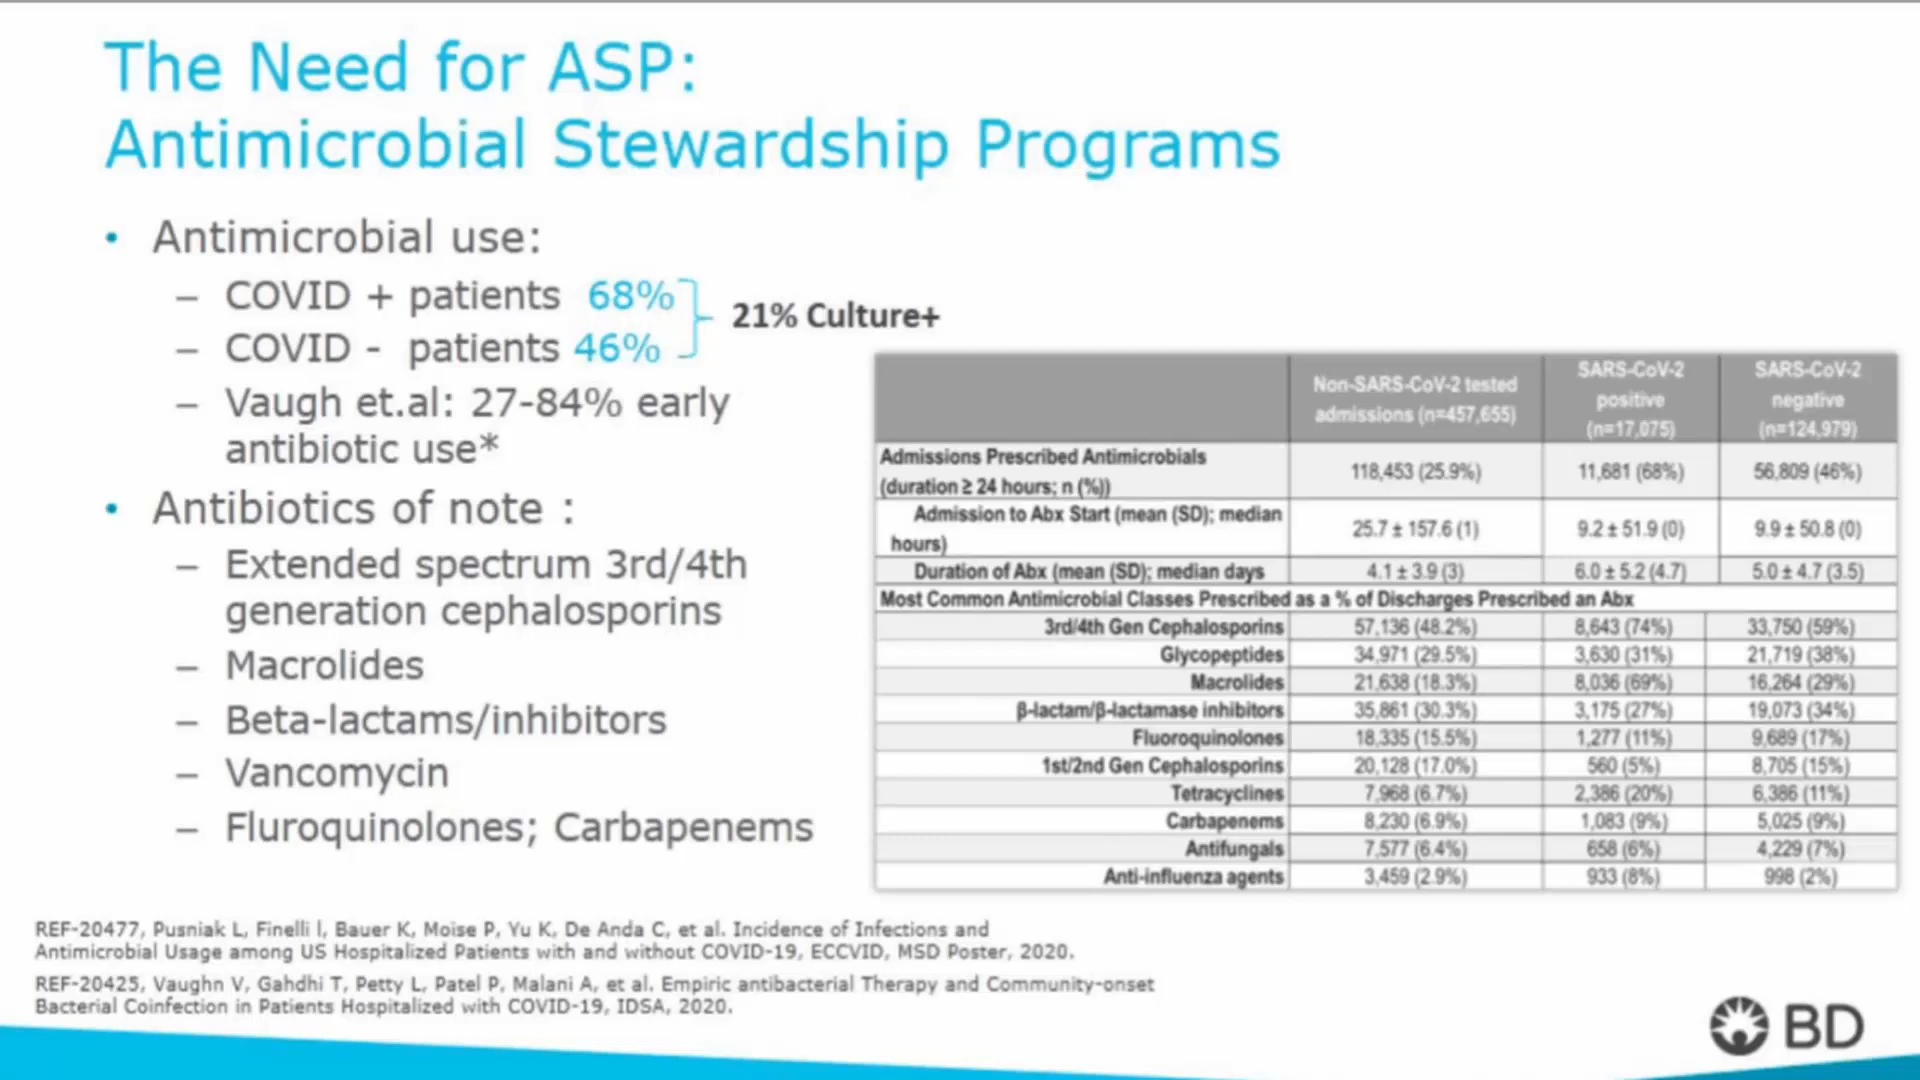 The Need for ASP:
Antimicrobial Stewardship Programs
• Antimicrobial use:
– COVID + patients 68%
– COVID - patients 46%
21% Culture+
– Vaugh et.al: 27-84% early
antibiotic use*
• Antibiotics of note :
– Extended spectrum 3rd/4th
generation cephalosporins
– Macrolides
– Beta-lactams/inhibitors
– Vancomycin
– Fluroquinolones; Carbapenems
Non-SARS-CoV-2 tested
admissions (n=457,655)
SARS-CoV-2
positive
(n=17,075)
SARS-CoV-2
negative
(n=124,979)
Admissions Prescribed Antimicrobials
(duration ≥ 24 hours; n (%)) 118,453 (25.9%) 11,681 (68%) 56,809 (46%)
Admission to Abx Start (mean (SD); median
hours) 25.7 ± 157.6 (1) 9.2 ± 51.9 (0) 9.9 ± 50.8 (0)
Duration of Abx (mean (SD); median days 4.1 ± 3.9 (3) 6.0 ± 5.2 (4.7) 5.0 ± 4.7 (3.5)
Most Common Antimicrobial Classes Prescribed as a % of Discharges Prescribed an Abx
3rd/4th Gen Cephalosporins 57,136 (48.2%) 8,643 (74%) 33,750 (59%)
Glycopeptides 34,971 (29.5%) 3,630 (31%) 21,719 (38%)
Macrolides 21,638 (18.3%) 8,036 (69%) 16,264 (29%)
β-lactam/β-lactamase inhibitors 35,861 (30.3%) 3,175 (27%) 19,073 (34%)
Fluoroquinolones 18,335 (15.5%) 1,277 (11%) 9,689 (17%)
1st/2nd Gen Cephalosporins 20,128 (17.0%) 560 (5%) 8,705 (15%)
Tetracyclines 7,968 (6.7%) 2,386 (20%) 6,386 (11%)
Carbapenems 8,230 (6.9%) 1,083 (9%) 5,025 (9%)
Antifungals 7,577 (6.4%) 658 (6%) 4,229 (7%)
Anti-influenza agents 3,459 (2.9%) 933 (8%) 998 (2%)
REF-20477, Pusniak L, Finelli l, Bauer K, Moise P, Yu K, De Anda C, et al. Incidence of Infections and
Antimicrobial Usage among US Hospitalized Patients with and without COVID-19, ECCVID, MSD Poster, 2020.
REF-20425, Vaughn V, Gahdhi T, Petty L, Patel P, Malani A, et al. Empiric antibacterial Therapy and Community-onset
Bacterial Coinfection in Patients Hospitalized with COVID-19, IDSA, 2020.
BD